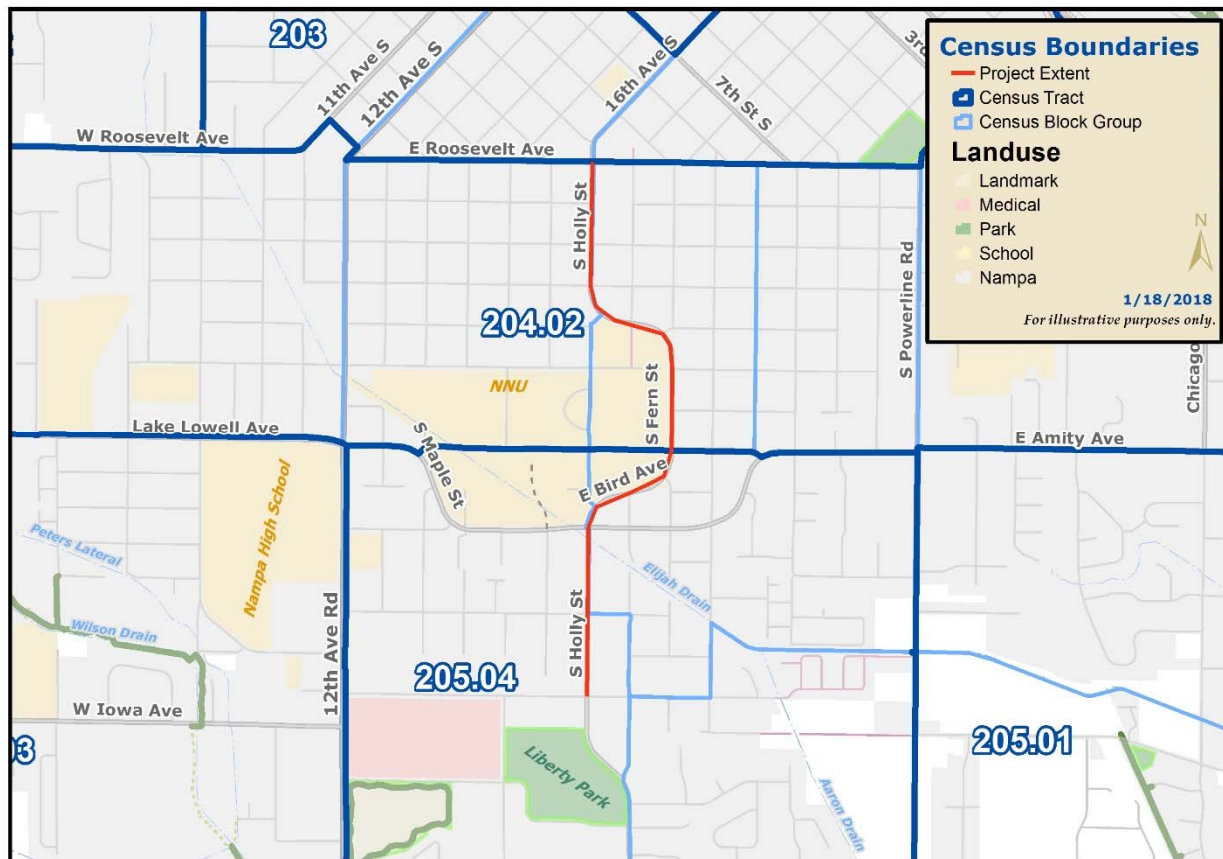 203
11th Ave S
12th Ave S
16th Ave S
7th St S
3rd
W Roosevelt Ave
E Roosevelt Ave
S Holly St
204.02
S Powerline Rd
Chicago
NNU
S Fern St
Lake Lowell Ave
S Maple St
E Amity Ave
E Bird Ave
Nampa High School
Peters Lateral
Elijah Drain
Wilson Drain
12th Ave Rd
S Holly St
205.04
W Iowa Ave
03
205.01
Liberty Park
Aaron Drain
Census Boundaries
Project Extent
Census Tract
Census Block Group
Landuse
Landmark
Medical
Park
School
Nampa
N
1/18/2018
For illustrative purposes only.